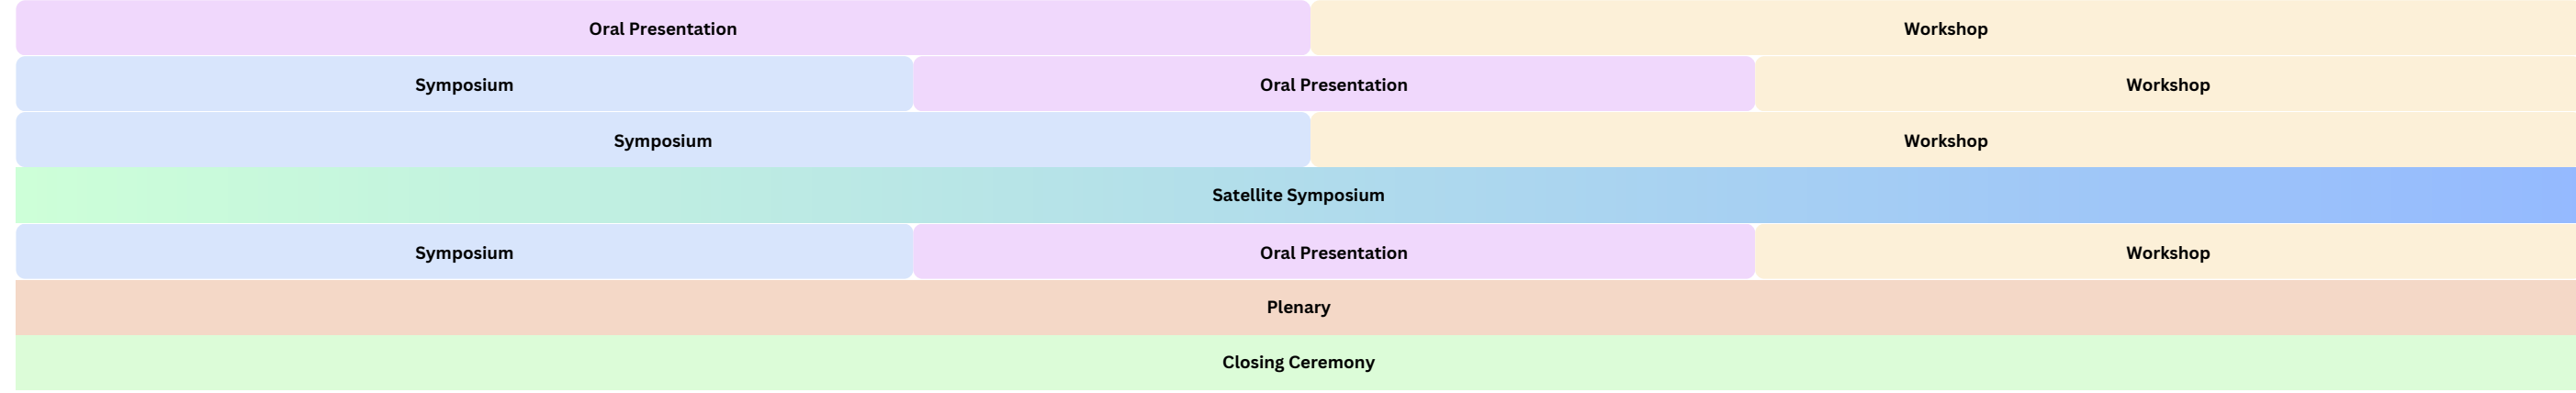 Oral Presentation Workshop
Symposium Oral Presentation Workshop
Symposium Workshop
Satellite Symposium
Symposium Oral Presentation Workshop
Plenary
Closing Ceremony